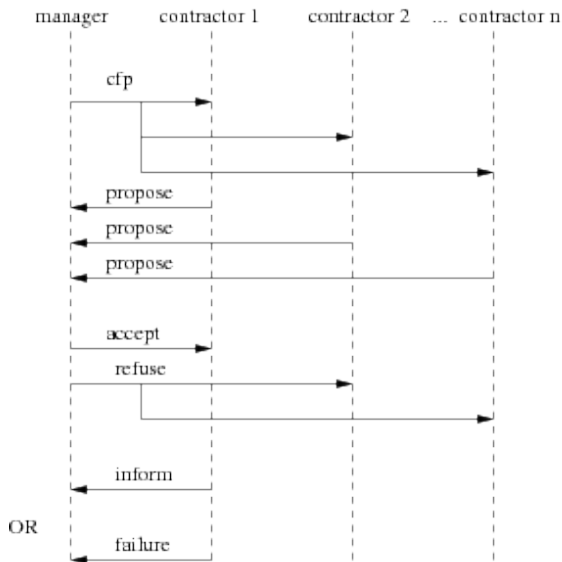 manager contractor 1 contractor 2 ... contractor n
cfp
propose
propose
propose
accept
refuse
inform
OR
failure